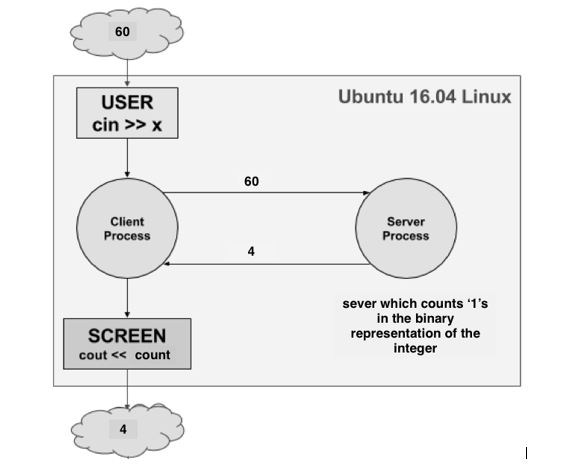 60
Ubuntu 16.04 Linux
USER
cin >> x
60
Client
Process
Server
Process
4
sever which counts ‘1’s
in the binary
representation of the
integer
SCREEN
cout << count
4